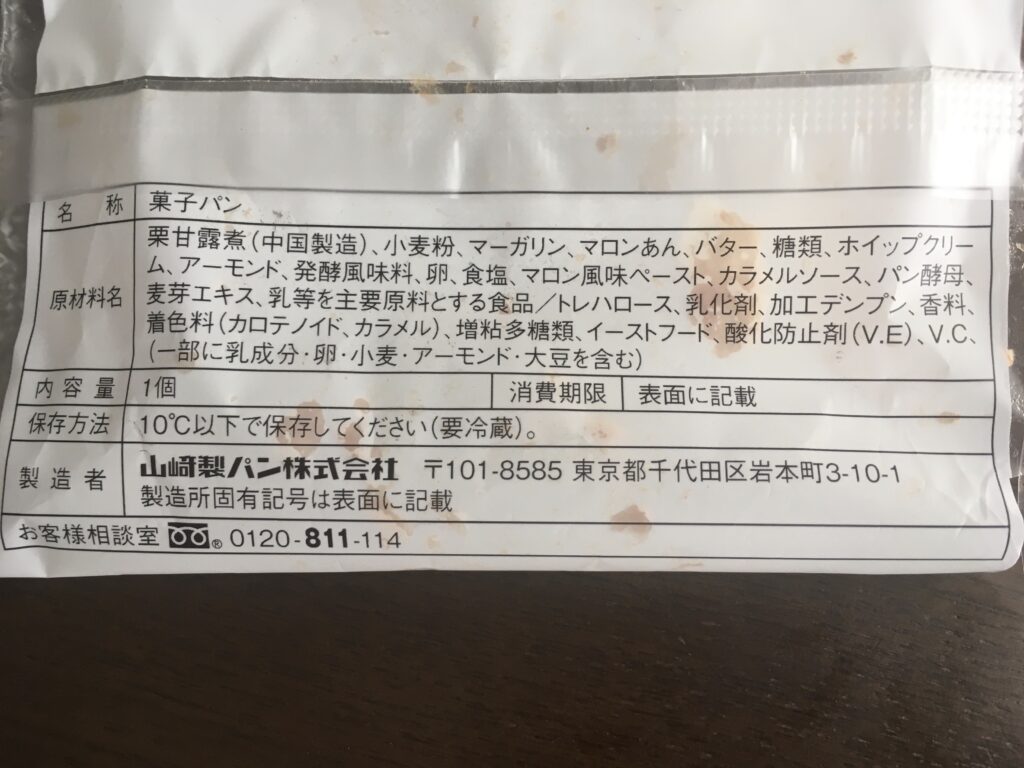 名称 菓子パン
原材料名 栗甘露煮(中国製造)、小麦粉、マーガリン、マロンあん、バター、糖類、ホイップクリー
ム、アーモンド、発酵風味料、卵、食塩、マロン風味ペースト、カラメルソース、パン酵母、
麦芽エキス、乳等を主要原料とする食品/トレハロース、乳化剤、加工デンプン、香料、
着色料(カロテノイド、カラメル)、増粘多糖類、イーストフード、酸化防止剤(V.E)、V.C、
(一部に乳成分・卵・小麦・アーモンド・大豆を含む)
内容量 1個 消費期限 表面に記載
保存方法 10℃以下で保存してください(要冷蔵)。
製造者 山崎製パン株式会社 〒101-8585 東京都千代田区岩本町3-10-1
製造所固有記号は表面に記載
お客様相談室 ® 0120-811-114